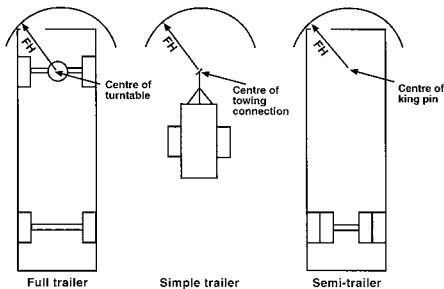 FH
FH
FH
Centre of
turntable
Centre of
towing
connection
Centre of
king pin
Full trailer
Simple trailer
Semi-trailer